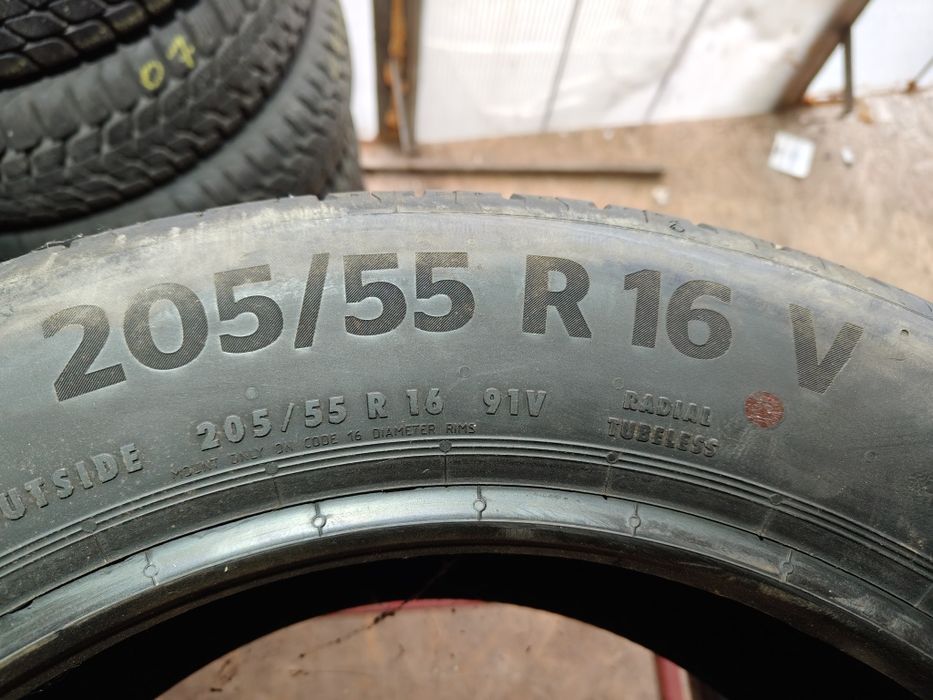 07
205/55 R 16 V
205/55 R 16 91V
RADIAL
TUBELESS
MOUNT ONLY ON CODE 16 DIAMETER RIMS
UTSIDE